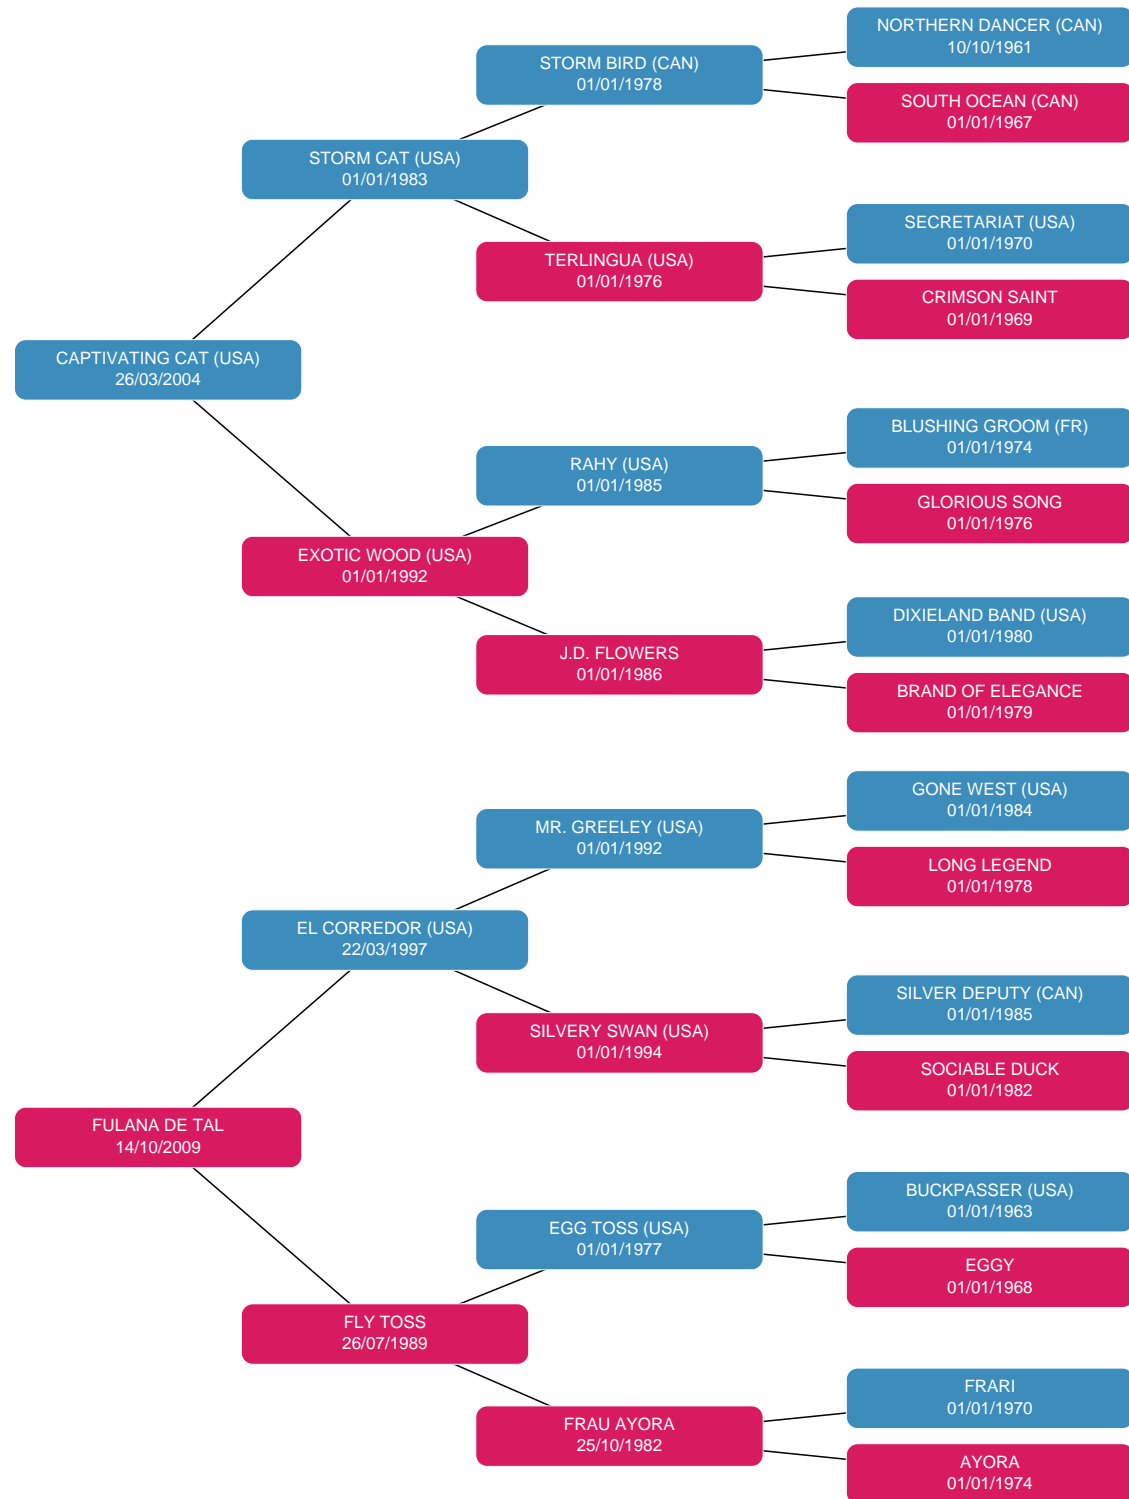 NORTHERN DANCER (CAN)
10/10/1961
STORM BIRD (CAN)
01/01/1978
SOUTH OCEAN (CAN)
01/01/1967
STORM CAT (USA)
01/01/1983
SECRETARIAT (USA)
01/01/1970
TERLINGUA (USA)
01/01/1976
CRIMSON SAINT
01/01/1969
CAPTIVATING CAT (USA)
26/03/2004
BLUSHING GROOM (FR)
01/01/1974
RAHY (USA)
01/01/1985
GLORIOUS SONG
01/01/1976
EXOTIC WOOD (USA)
01/01/1992
DIXIELAND BAND (USA)
01/01/1980
J.D. FLOWERS
01/01/1986
BRAND OF ELEGANCE
01/01/1979
GONE WEST (USA)
01/01/1984
MR. GREELEY (USA)
01/01/1992
LONG LEGEND
01/01/1978
EL CORREDOR (USA)
22/03/1997
SILVER DEPUTY (CAN)
01/01/1985
SILVERY SWAN (USA)
01/01/1994
SOCIABLE DUCK
01/01/1982
FULANA DE TAL
14/10/2009
BUCKPASSER (USA)
01/01/1963
EGG TOSS (USA)
01/01/1977
EGGY
01/01/1968
FLY TOSS
26/07/1989
FRARI
01/01/1970
FRAU AYORA
25/10/1982
AYORA
01/01/1974